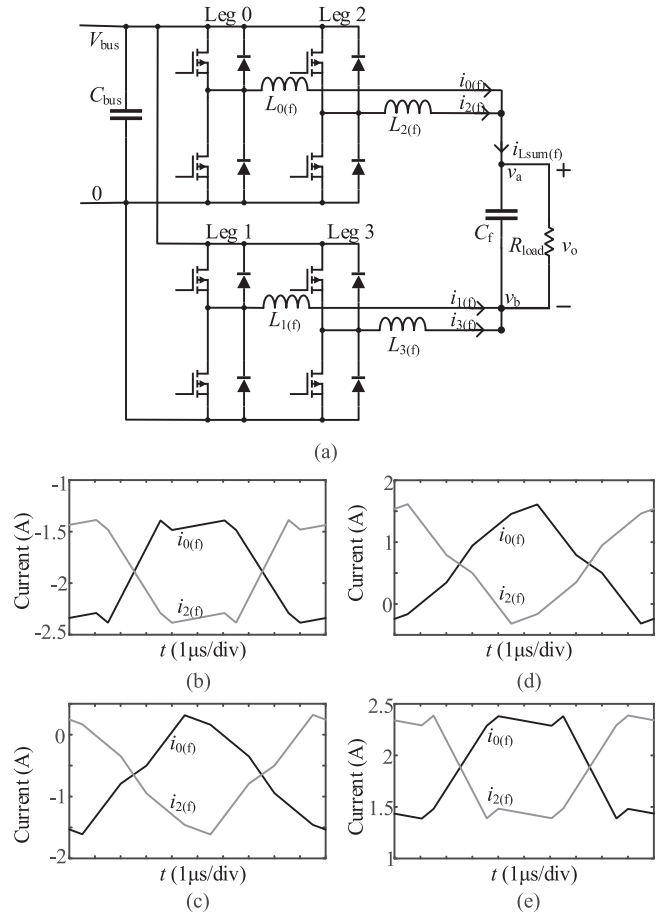 Leg 0 Leg 2
Vbus
Cbus
L0(f)
i0(f)
i2(f)
L2(f)
iLsum(f)
0
va
+
Leg 1 Leg 3
Cf
Rload
vo
i1(f)
vb
−
L1(f)
i3(f)
L3(f)
(a)
Current (A)
-1
-1.5
-2
-2.5
i0(f)
i2(f)
t (1μs/div)
(b)
Current (A)
2
1
0
i0(f)
i2(f)
t (1μs/div)
(d)
Current (A)
0
-1
-2
i0(f)
i2(f)
t (1μs/div)
(c)
Current (A)
2.5
2
1.5
1
i0(f)
i2(f)
t (1μs/div)
(e)